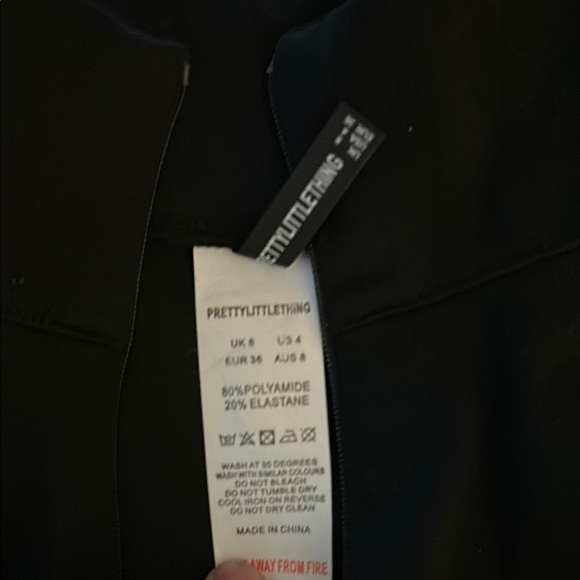 PRETTYLITTLETHING
PRETTYLITTLETHING
UK 8 US 4
EUR 36 AUS 8
80%POLYAMIDE
20% ELASTANE
WASH AT 30 DEGREES
WASH WITH SIMILAR COLOURS
DO NOT BLEACH
DO NOT TUMBLE DRY
COOL IRON ON REVERSE
DO NOT DRY CLEAN
MADE IN CHINA
AWAY FROM FIRE